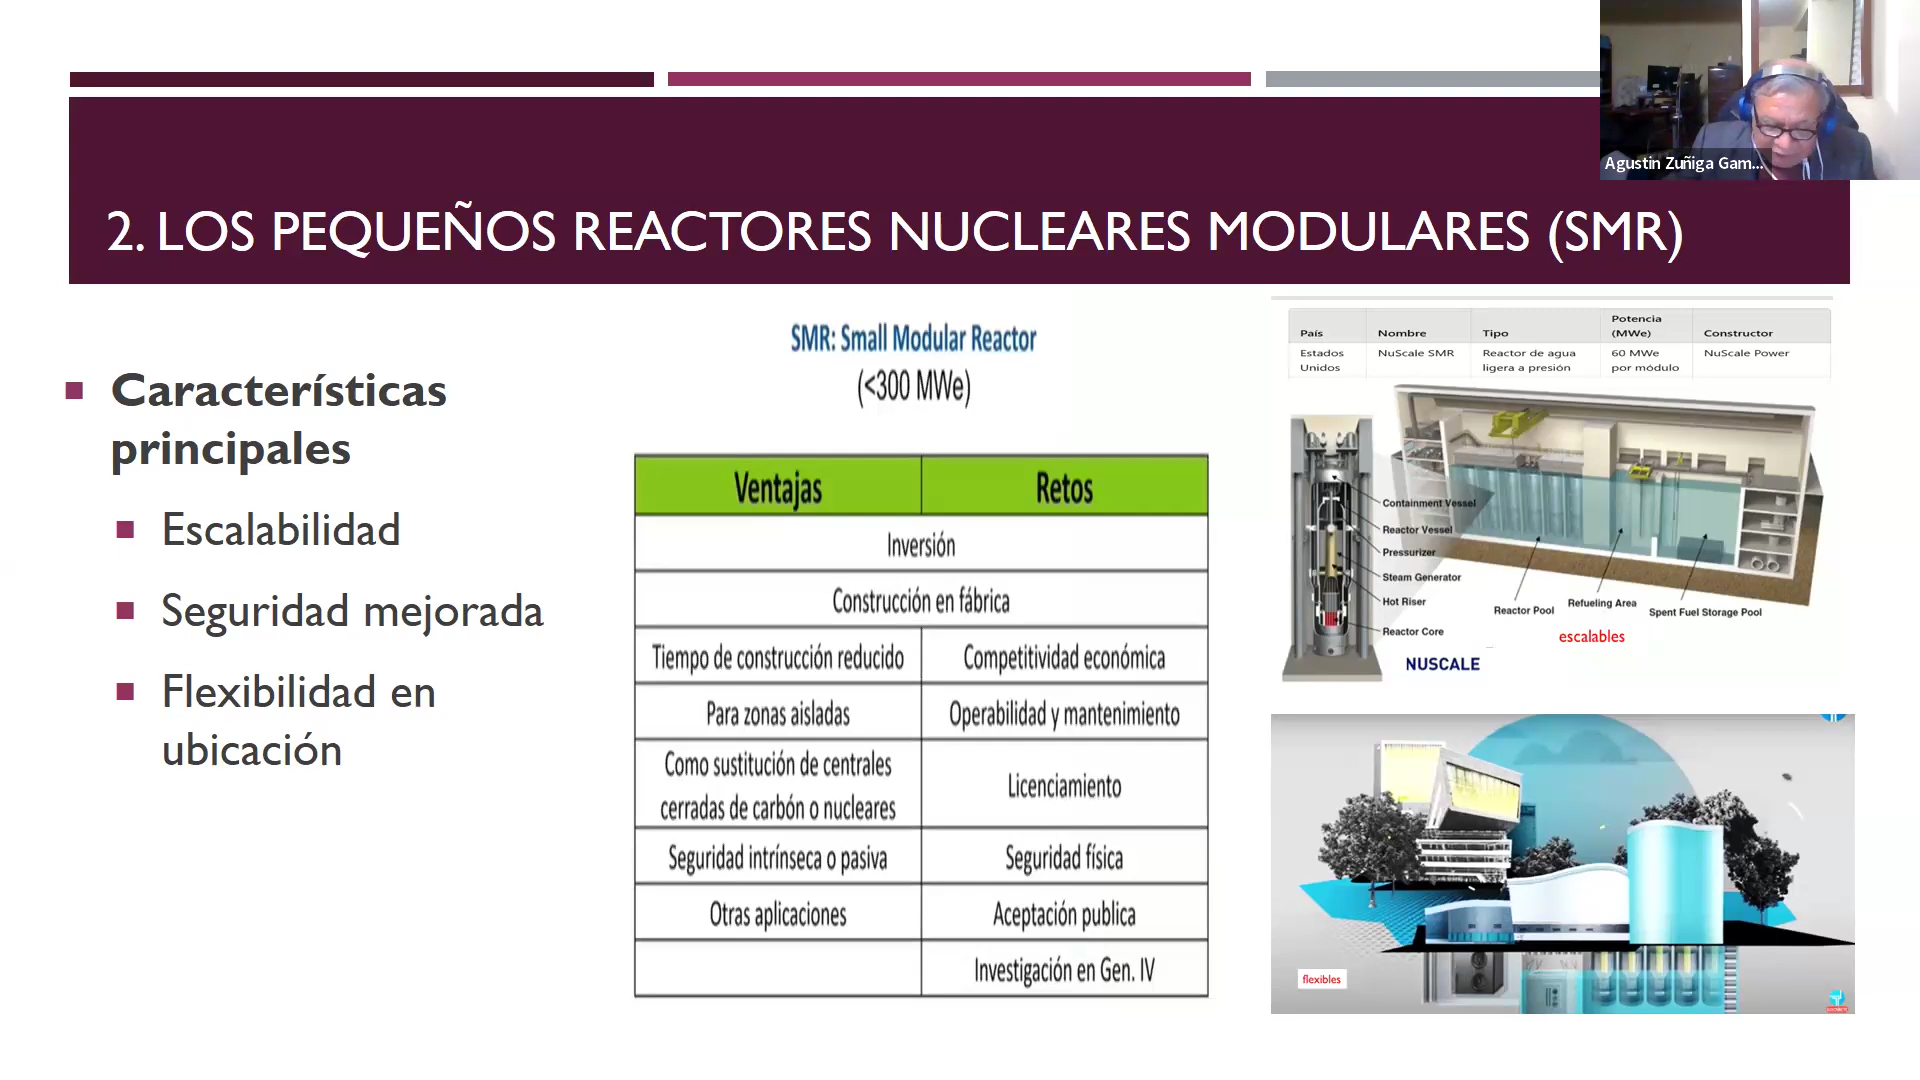 Agustin Zuñiga Gam...
2. LOS PEQUEÑOS REACTORES NUCLEARES MODULARES (SMR)
Características
principales
Escalabilidad
Seguridad mejorada
Flexibilidad en
ubicación
SMR: Small Modular Reactor
(<300 MWe)
Ventajas Retos
Inversión
Construcción en fábrica
Tiempo de construcción reducido Competitividad económica
Para zonas aisladas Operabilidad y mantenimiento
Como sustitución de centrales
cerradas de carbón o nucleares
Licenciamiento
Seguridad intrínseca o pasiva Seguridad física
Otras aplicaciones Aceptación publica
Investigación en Gen. IV
País Nombre Tipo Potencia
(MWe) Constructor
Estados
Unidos
NuScale SMR
Reactor de agua
ligera a presión
60 MWe
por módulo
NuScale Power
Containment Vessel
Reactor Vessel
Pressurizer
Steam Generator
Hot Riser
Reactor Core
Reactor Pool
Refueling Area
Spent Fuel Storage Pool
escalables
NUSCALE
flexibles